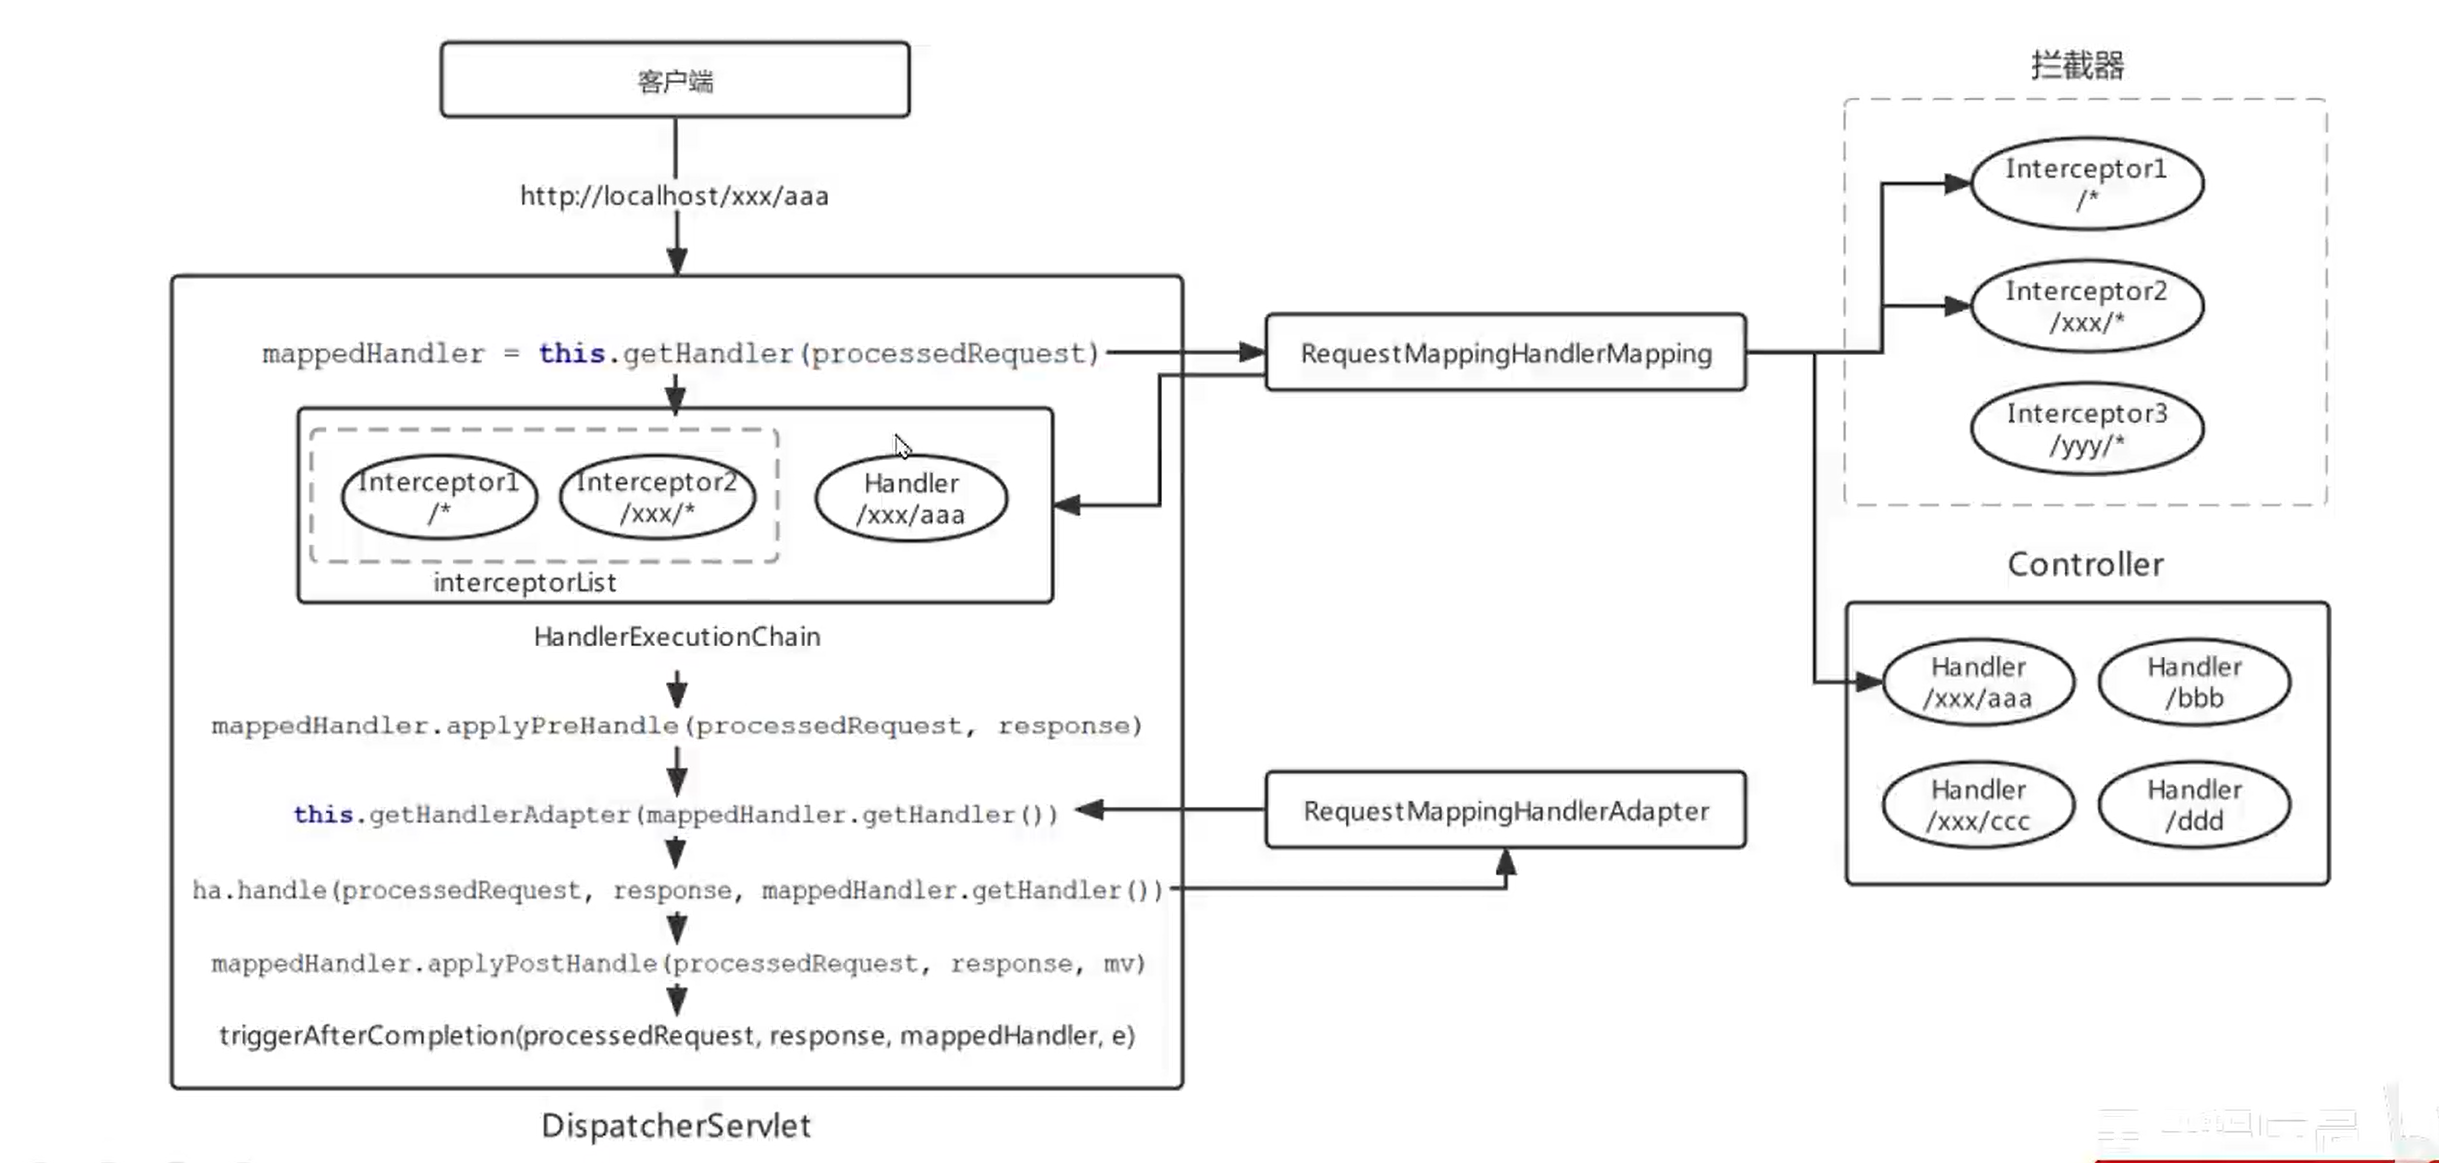 客户端
http://localhost/xxx/aaa
mappedHandler = this.getHandler(processedRequest)
Interceptor1
/*
Interceptor2
/xxx/*
Handler
/xxx/aaa
interceptorList
HandlerExecutionChain
mappedHandler.applyPreHandle(processedRequest, response)
this.getHandlerAdapter(mappedHandler.getHandler())
ha.handle(processedRequest, response, mappedHandler.getHandler())
mappedHandler.applyPostHandle(processedRequest, response, mv)
triggerAfterCompletion(processedRequest, response, mappedHandler, e)
DispatcherServlet
RequestMappingHandlerMapping
RequestMappingHandlerAdapter
拦截器
Interceptor1
/*
Interceptor2
/xxx/*
Interceptor3
/yyy/*
Controller
Handler
/xxx/aaa
Handler
/bbb
Handler
/xxx/ccc
Handler
/ddd